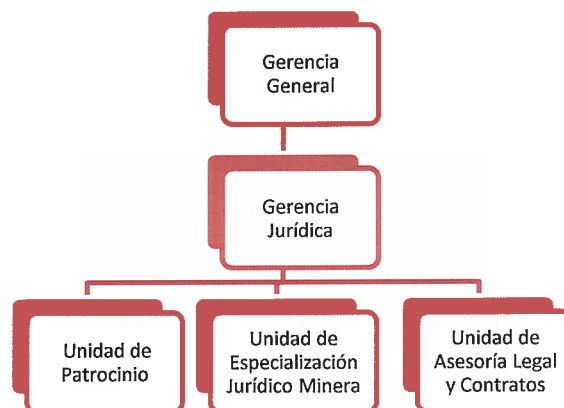 Gerencia
General
Gerencia
Jurídica
Unidad de
Patrocinio
Unidad de
Especialización
Jurídico Minera
Unidad de
Asesoría Legal
y Contratos